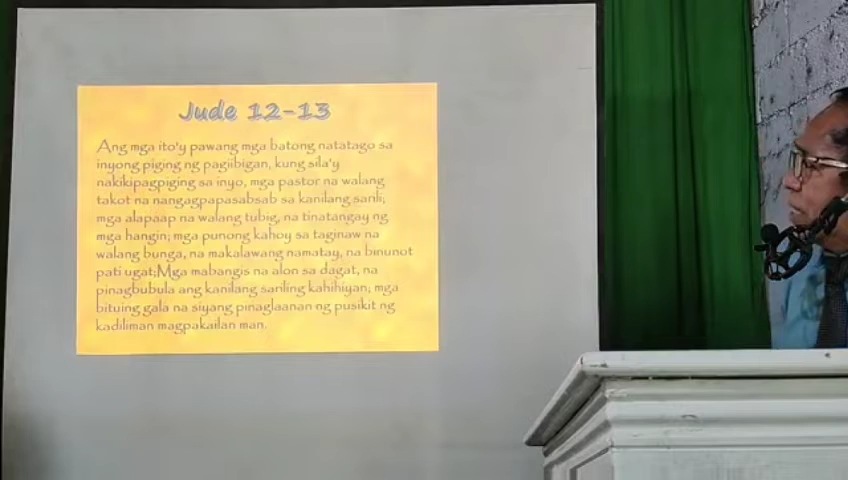 Jude 12-13
Ang mga ito'y pawang mga batong natatago sa
inyong piging ng pagiibigan, kung sila'y
nakikipagpiging sa inyo, mga pastor na walang
takot na nangagpapasabsab sa kanilang sarili;
mga alapaap na walang tubig, na tinatangay ng
mga hangin; mga punong kahoy sa taginaw na
walang bunga, na makalawang namatay, na binunot
pati ugat;Mga mabangis na alon sa dagat, na
pinagbubula ang kanilang sariling kahihiyan; mga
bituing gala na siyang pinaglaanan ng pusikit ng
kadiliman magpakailan man.